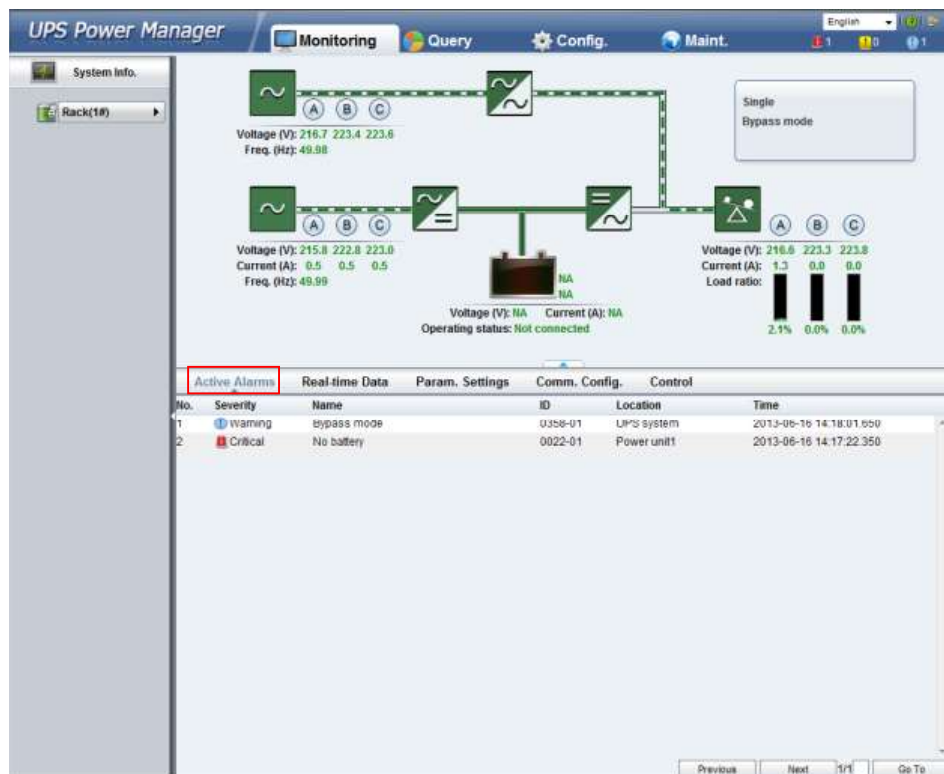 UPS Power Manager
Monitoring
Query
Config.
Maint.
English
1 0 1
System Info.
Rack(1#)
A B C
Voltage (V): 216.7 223.4 223.6
Freq. (Hz): 49.98
Single
Bypass mode
A B C
Voltage (V): 215.8 222.8 223.0
Current (A): 0.5 0.5 0.5
Freq. (Hz): 49.99
NA
NA
Voltage (V): NA Current (A): NA
Operating status: Not connected
A B C
Voltage (V): 216.6 223.3 223.8
Current (A): 1.3 0.0 0.0
Load ratio:
2.1% 0.0% 0.0%
Active Alarms Real-time Data Param. Settings Comm. Config. Control
No. Severity Name ID Location Time
1 Warning Bypass mode 0358-01 UPS system 2013-06-16 14:18:01.650
2 Critical No battery 0022-01 Power unit1 2013-06-16 14:17:22.350
Previous Next 1/1 Go To